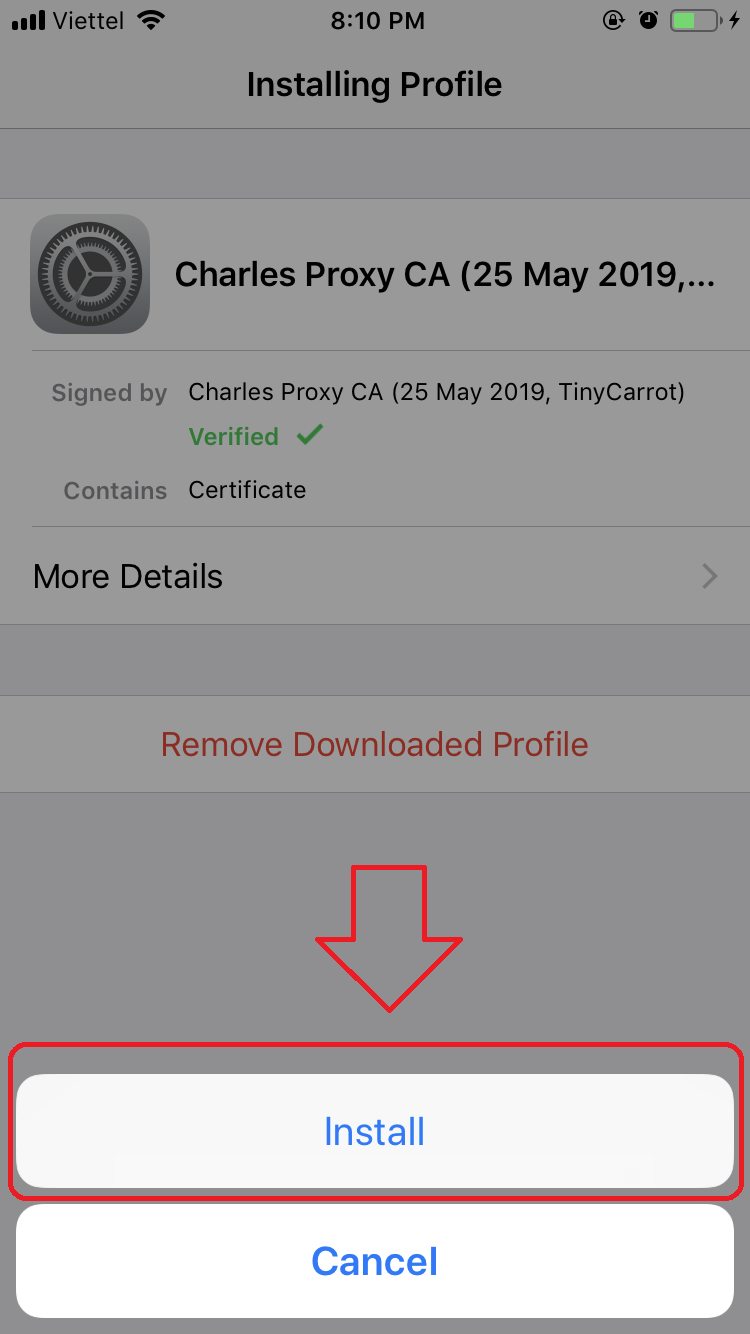 Viettel 8:10 PM
Installing Profile
Charles Proxy CA (25 May 2019,...
Signed by Charles Proxy CA (25 May 2019, TinyCarrot)
Verified
Contains Certificate
More Details
Remove Downloaded Profile
Install
Cancel